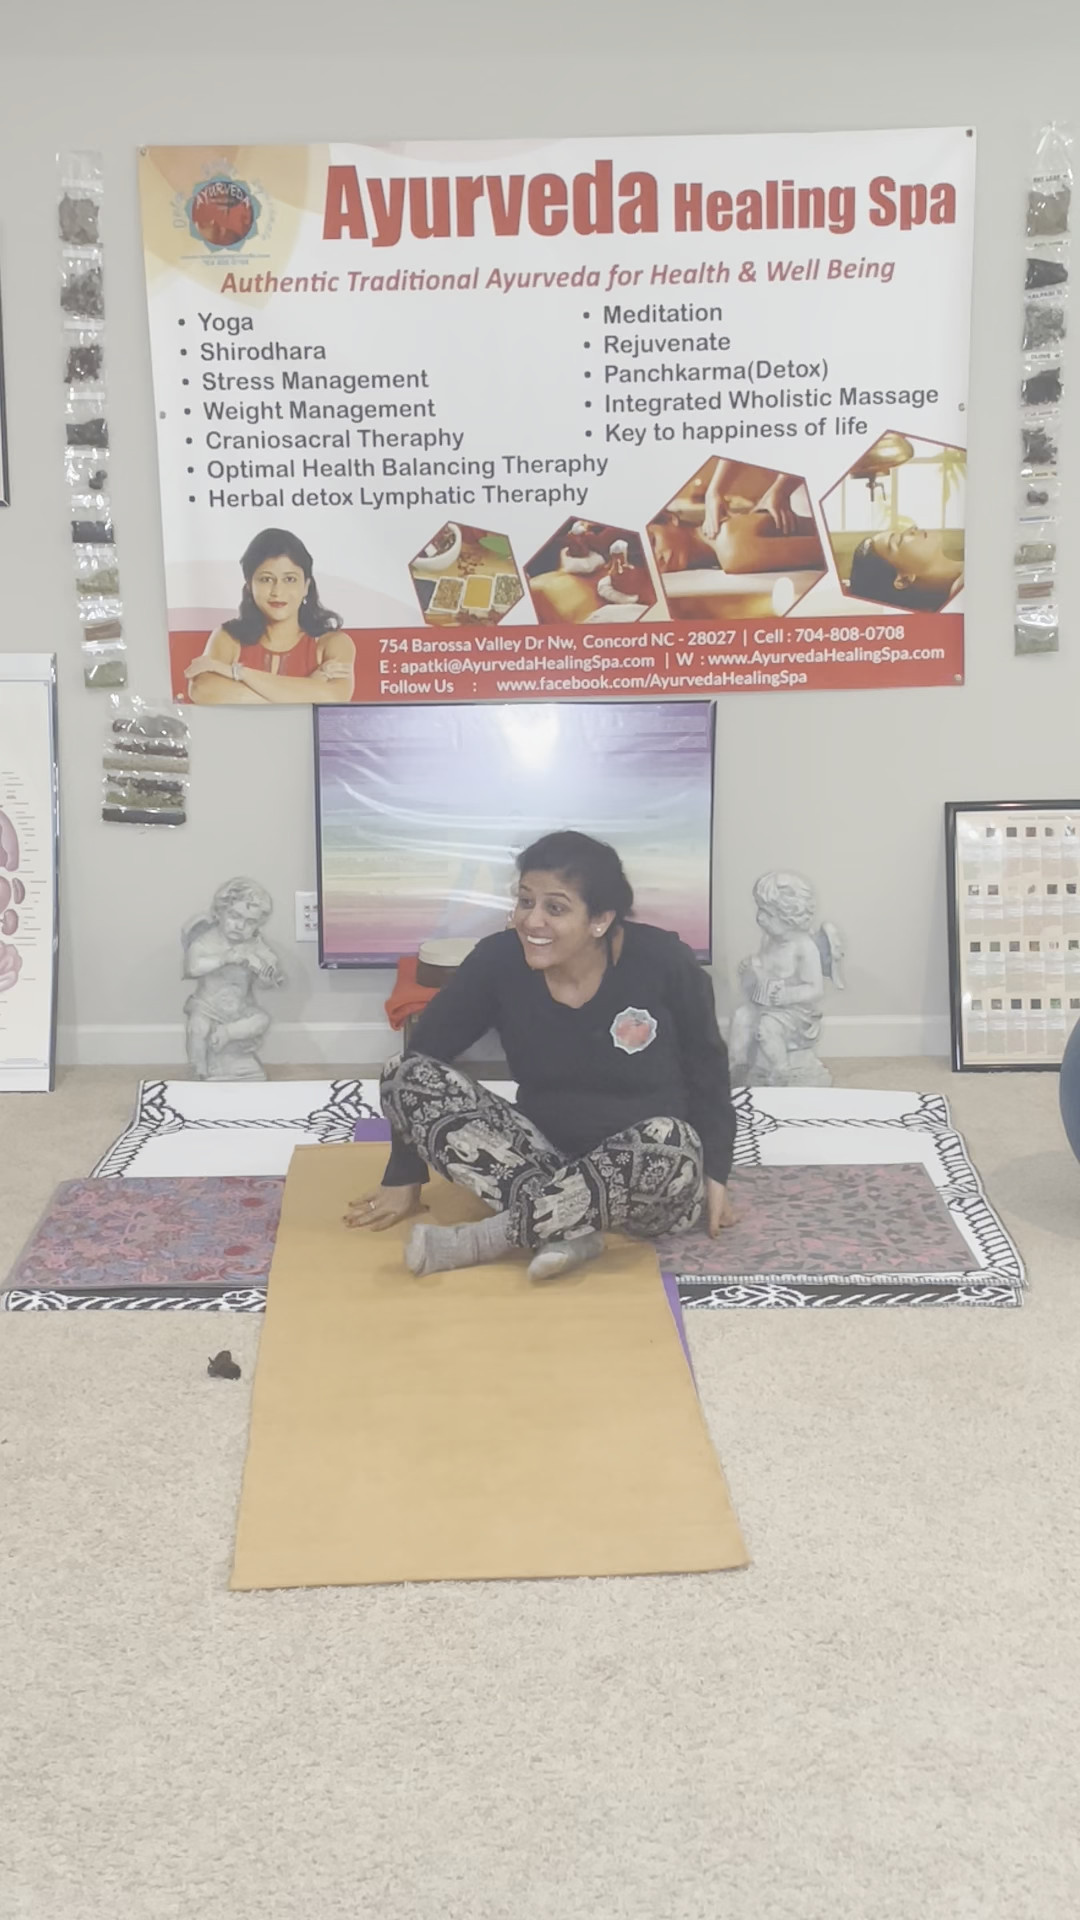 AYURVEDA
Ayurveda Healing Spa
Authentic Traditional Ayurveda for Health & Well Being
• Yoga
• Shirodhara
• Stress Management
• Weight Management
• Craniosacral Theraphy
• Optimal Health Balancing Theraphy
• Herbal detox Lymphatic Theraphy
• Meditation
• Rejuvenate
• Panchkarma(Detox)
• Integrated Wholistic Massage
• Key to happiness of life
754 Barossa Valley Dr Nw, Concord NC - 28027 | Cell : 704-808-0708
E : apatki@AyurvedaHealingSpa.com | W : www.AyurvedaHealingSpa.com
Follow Us : www.facebook.com/AyurvedaHealingSpa